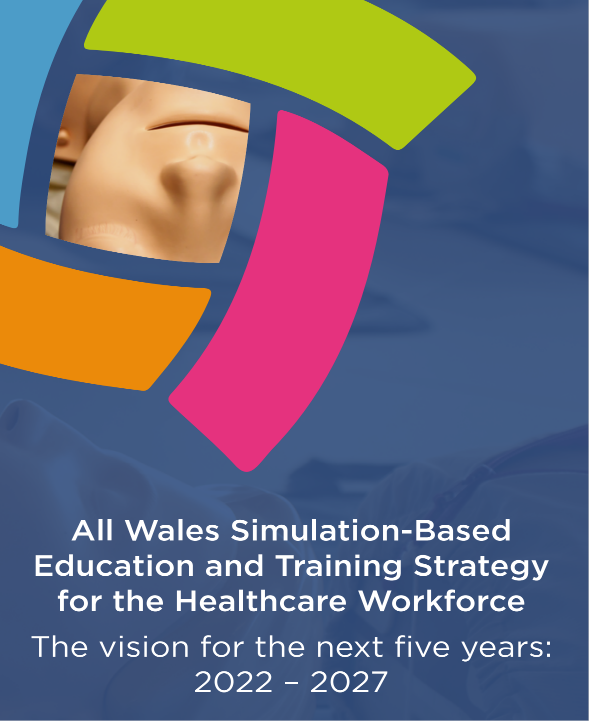 All Wales Simulation-Based
Education and Training Strategy
for the Healthcare Workforce
The vision for the next five years:
2022 – 2027